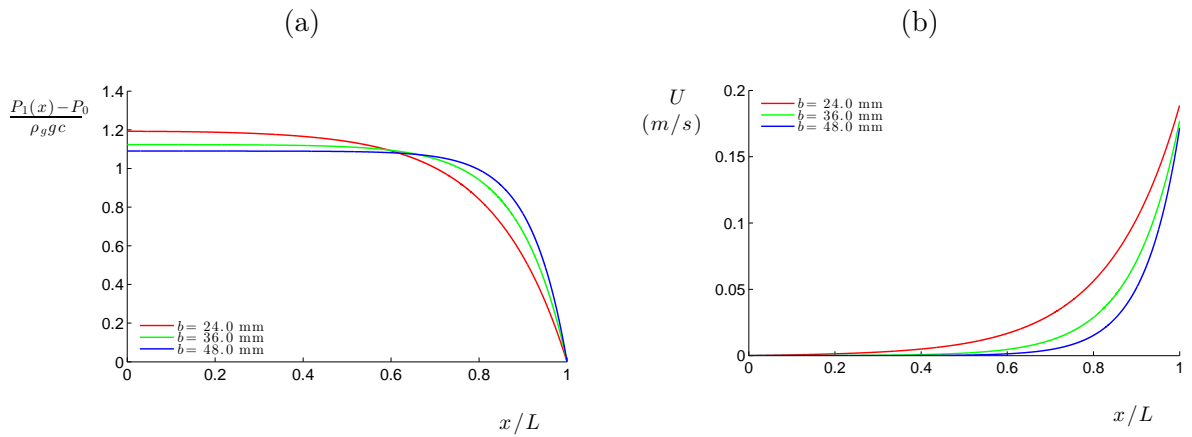 (a)
(b)
P₁(x)−P₀
ρ_g gc
1.4
1.2
1
0.8
0.6
0.4
0.2
0
b= 24.0 mm
b= 36.0 mm
b= 48.0 mm
0 0.2 0.4 0.6 0.8 1
x/L
U
(m/s)
0.2
0.15
0.1
0.05
0
b= 24.0 mm
b= 36.0 mm
b= 48.0 mm
0 0.2 0.4 0.6 0.8 1
x/L